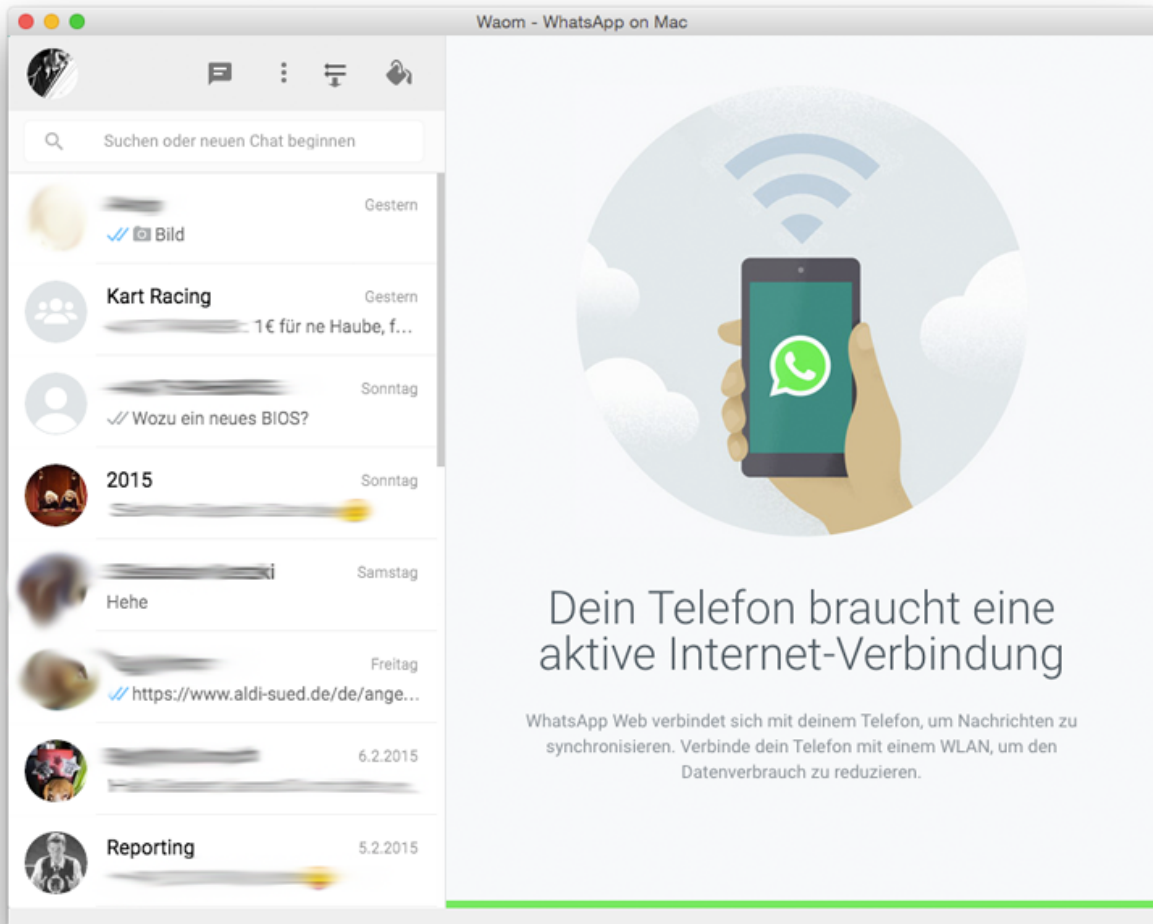 Waom - WhatsApp on Mac
Suchen oder neuen Chat beginnen
Gestern
Bild
Kart Racing
Gestern
1€ für ne Haube, f...
Sonntag
Wozu ein neues BIOS?
2015
Sonntag
Samstag
Hehe
Freitag
https://www.aldi-sued.de/de/ange...
6.2.2015
Reporting
5.2.2015
Dein Telefon braucht eine
aktive Internet-Verbindung
WhatsApp Web verbindet sich mit deinem Telefon, um Nachrichten zu
synchronisieren. Verbinde dein Telefon mit einem WLAN, um den
Datenverbrauch zu reduzieren.